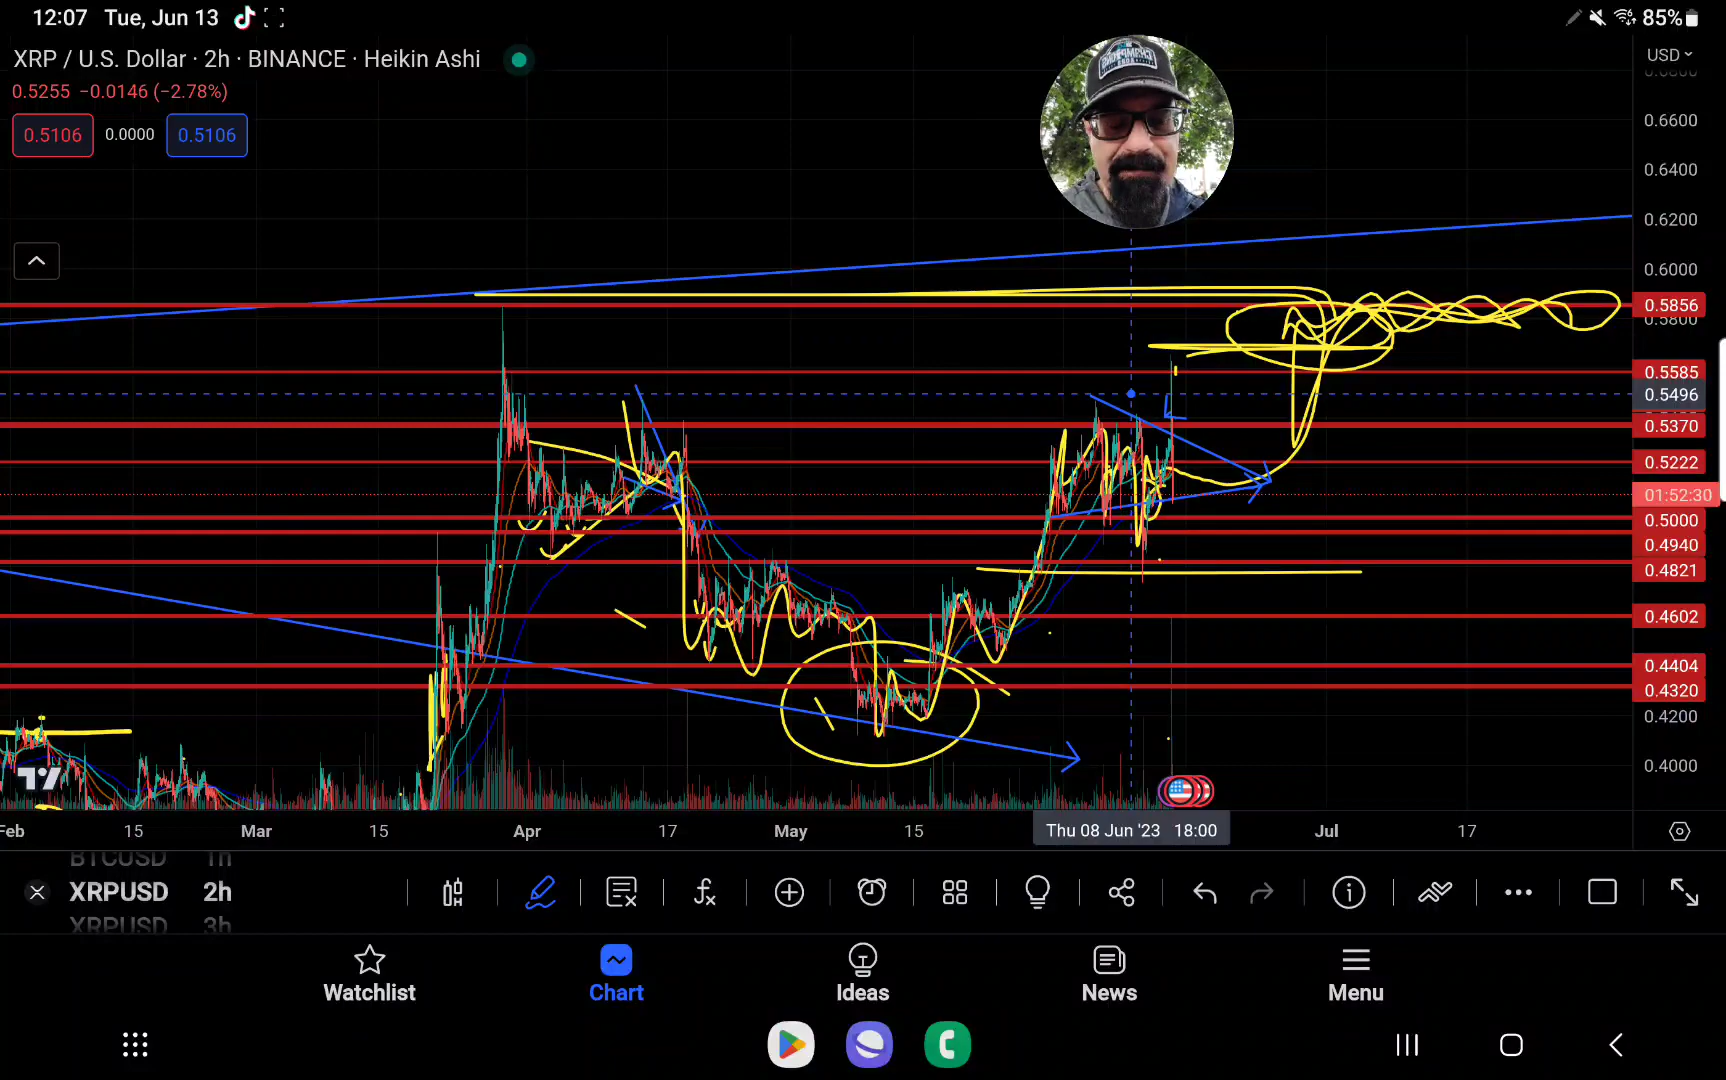 12:07 Tue, Jun 13
85%
XRP / U.S. Dollar · 2h · BINANCE · Heikin Ashi
USD
0.5255 −0.0146 (−2.78%)
0.5106 0.0000 0.5106
0.6600
0.6400
0.6200
0.6000
0.5856
0.5800
0.5585
0.5496
0.5370
0.5222
01:52:30
0.5000
0.4940
0.4821
0.4602
0.4404
0.4320
0.4200
0.4000
Feb 15 Mar 15 Apr 17 May 15 Thu 08 Jun '23 18:00 Jul 17
BTCUSD 1h
XRPUSD 2h
XRPUSD 3h
Watchlist Chart Ideas News Menu